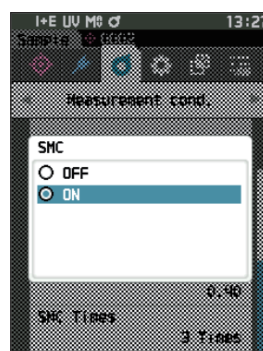 I+E UV M0 ♂ 13:27
Sample 0002
Measurement cond.
SMC
OFF
ON
0.40
SMC Times
3 Times